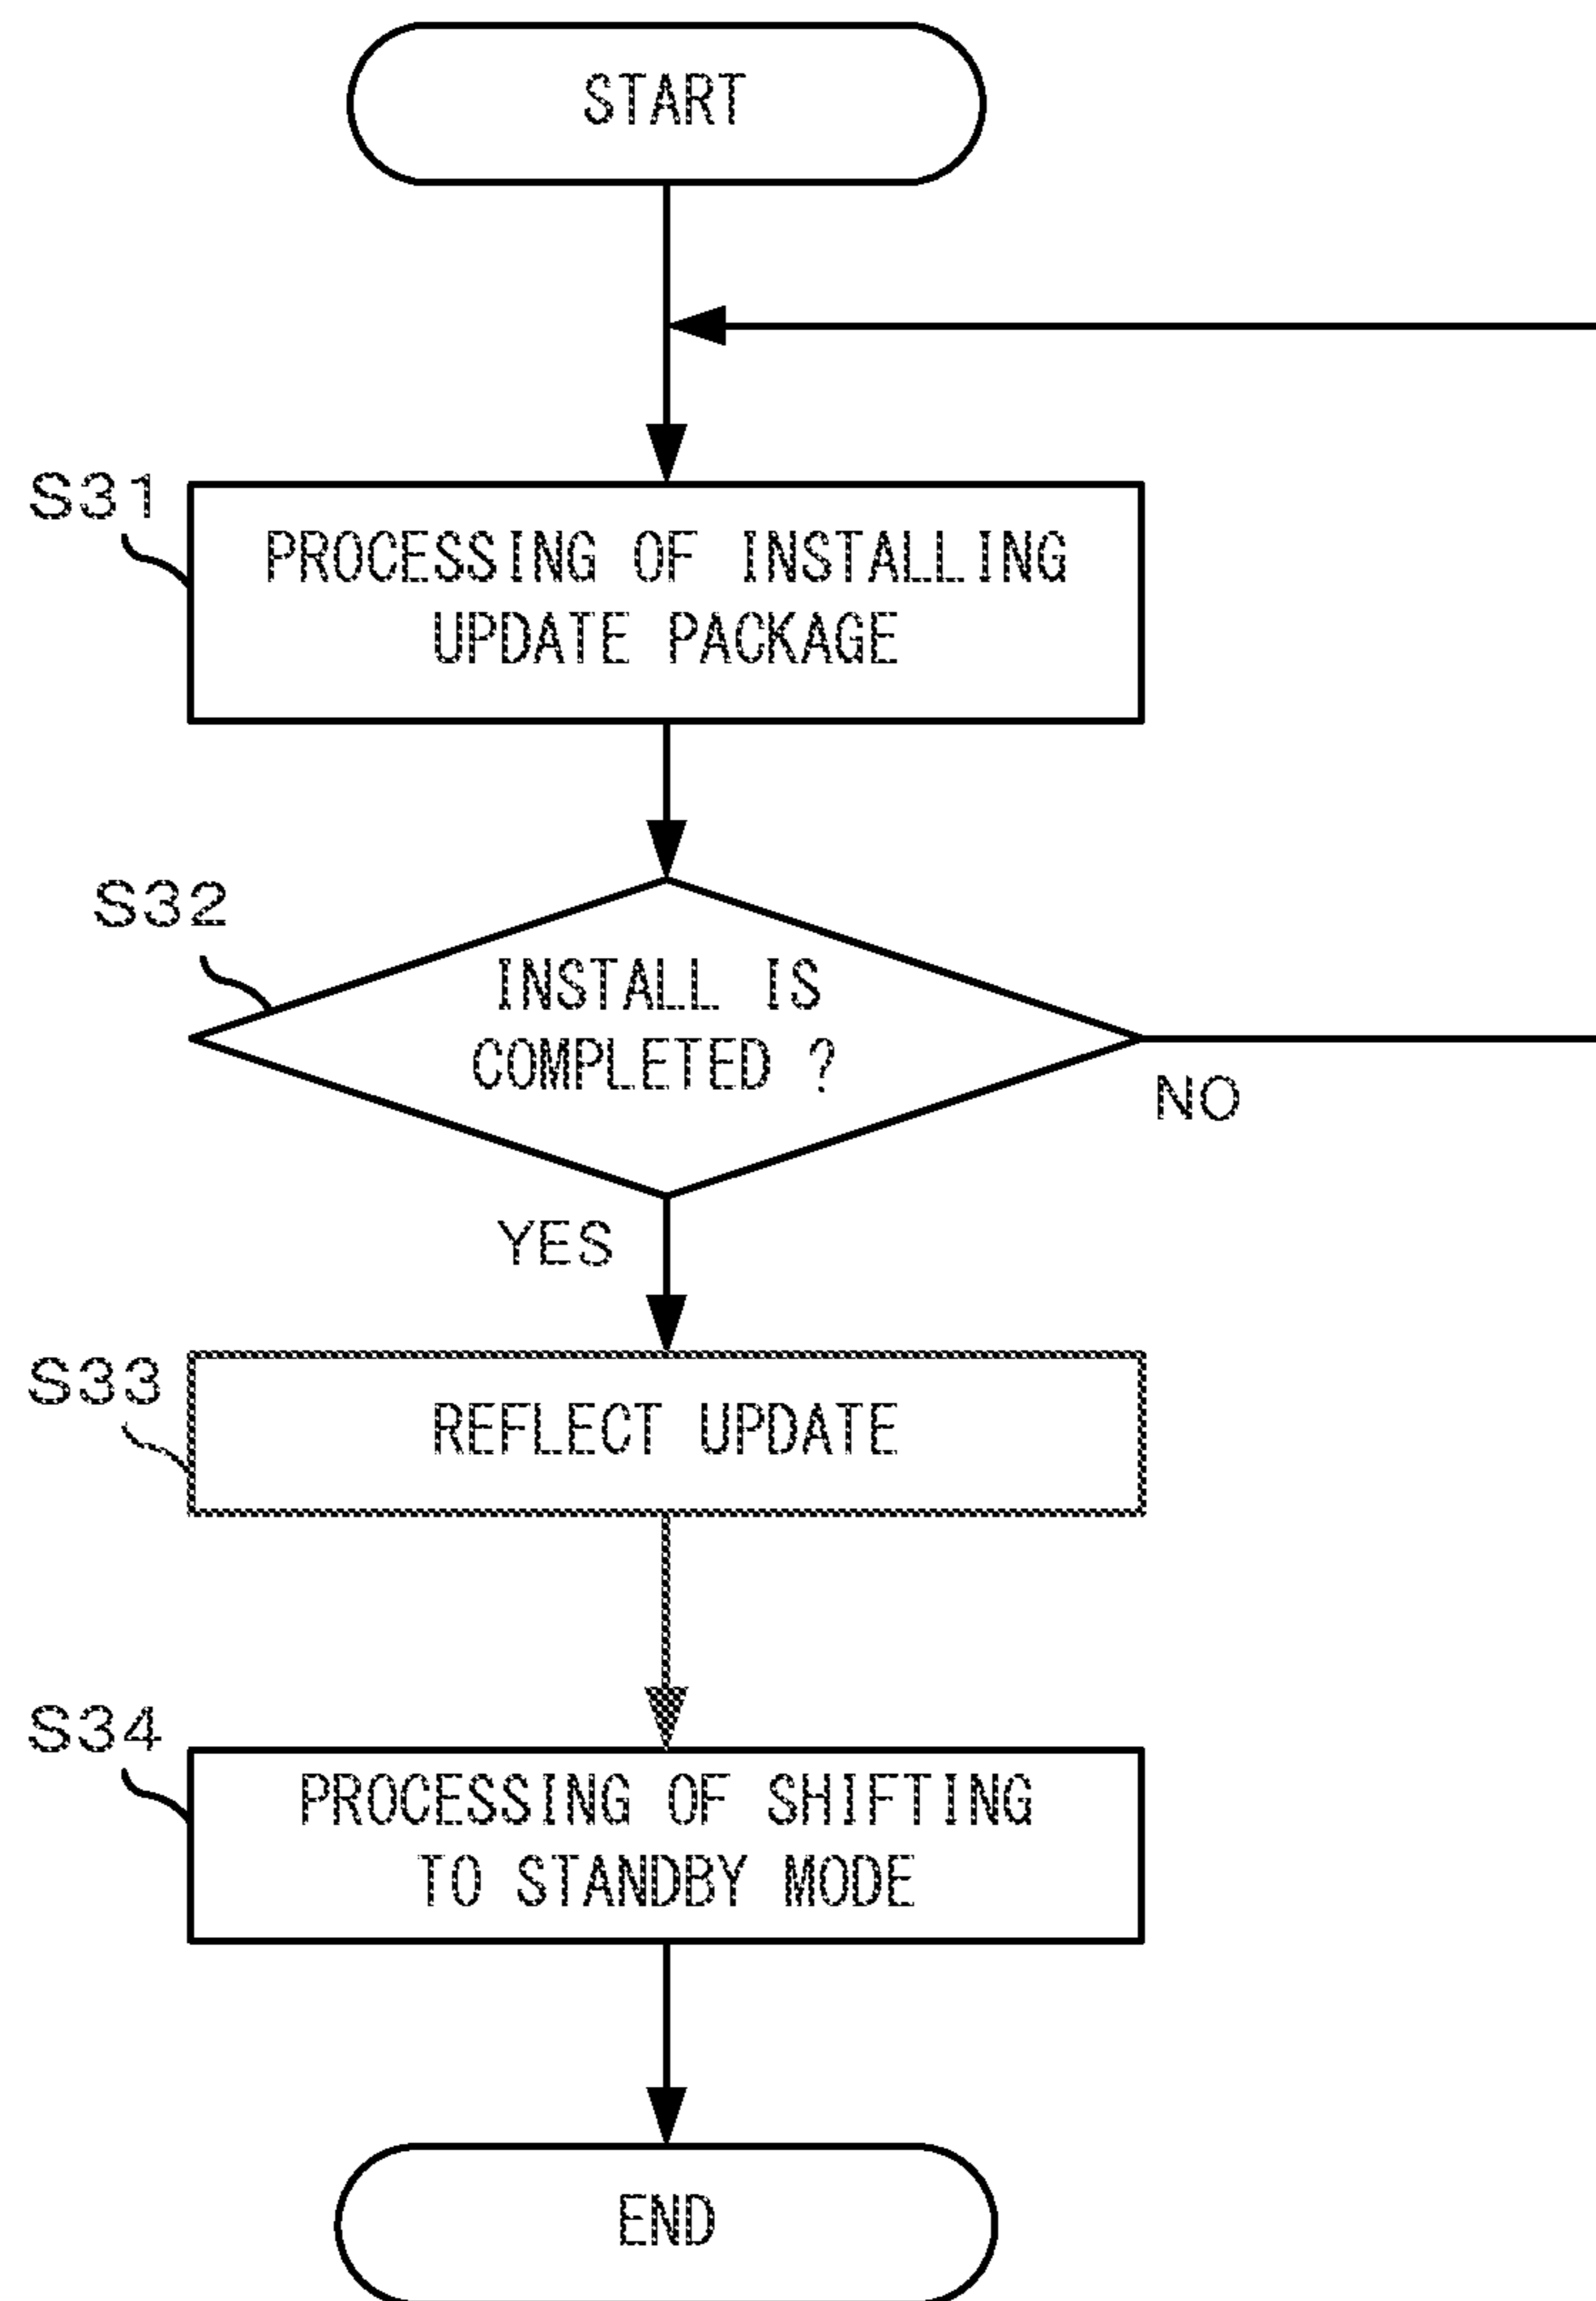 START
S31
PROCESSING OF INSTALLING
UPDATE PACKAGE
S32
INSTALL IS
COMPLETED ?
NO
YES
S33
REFLECT UPDATE
S34
PROCESSING OF SHIFTING
TO STANDBY MODE
END